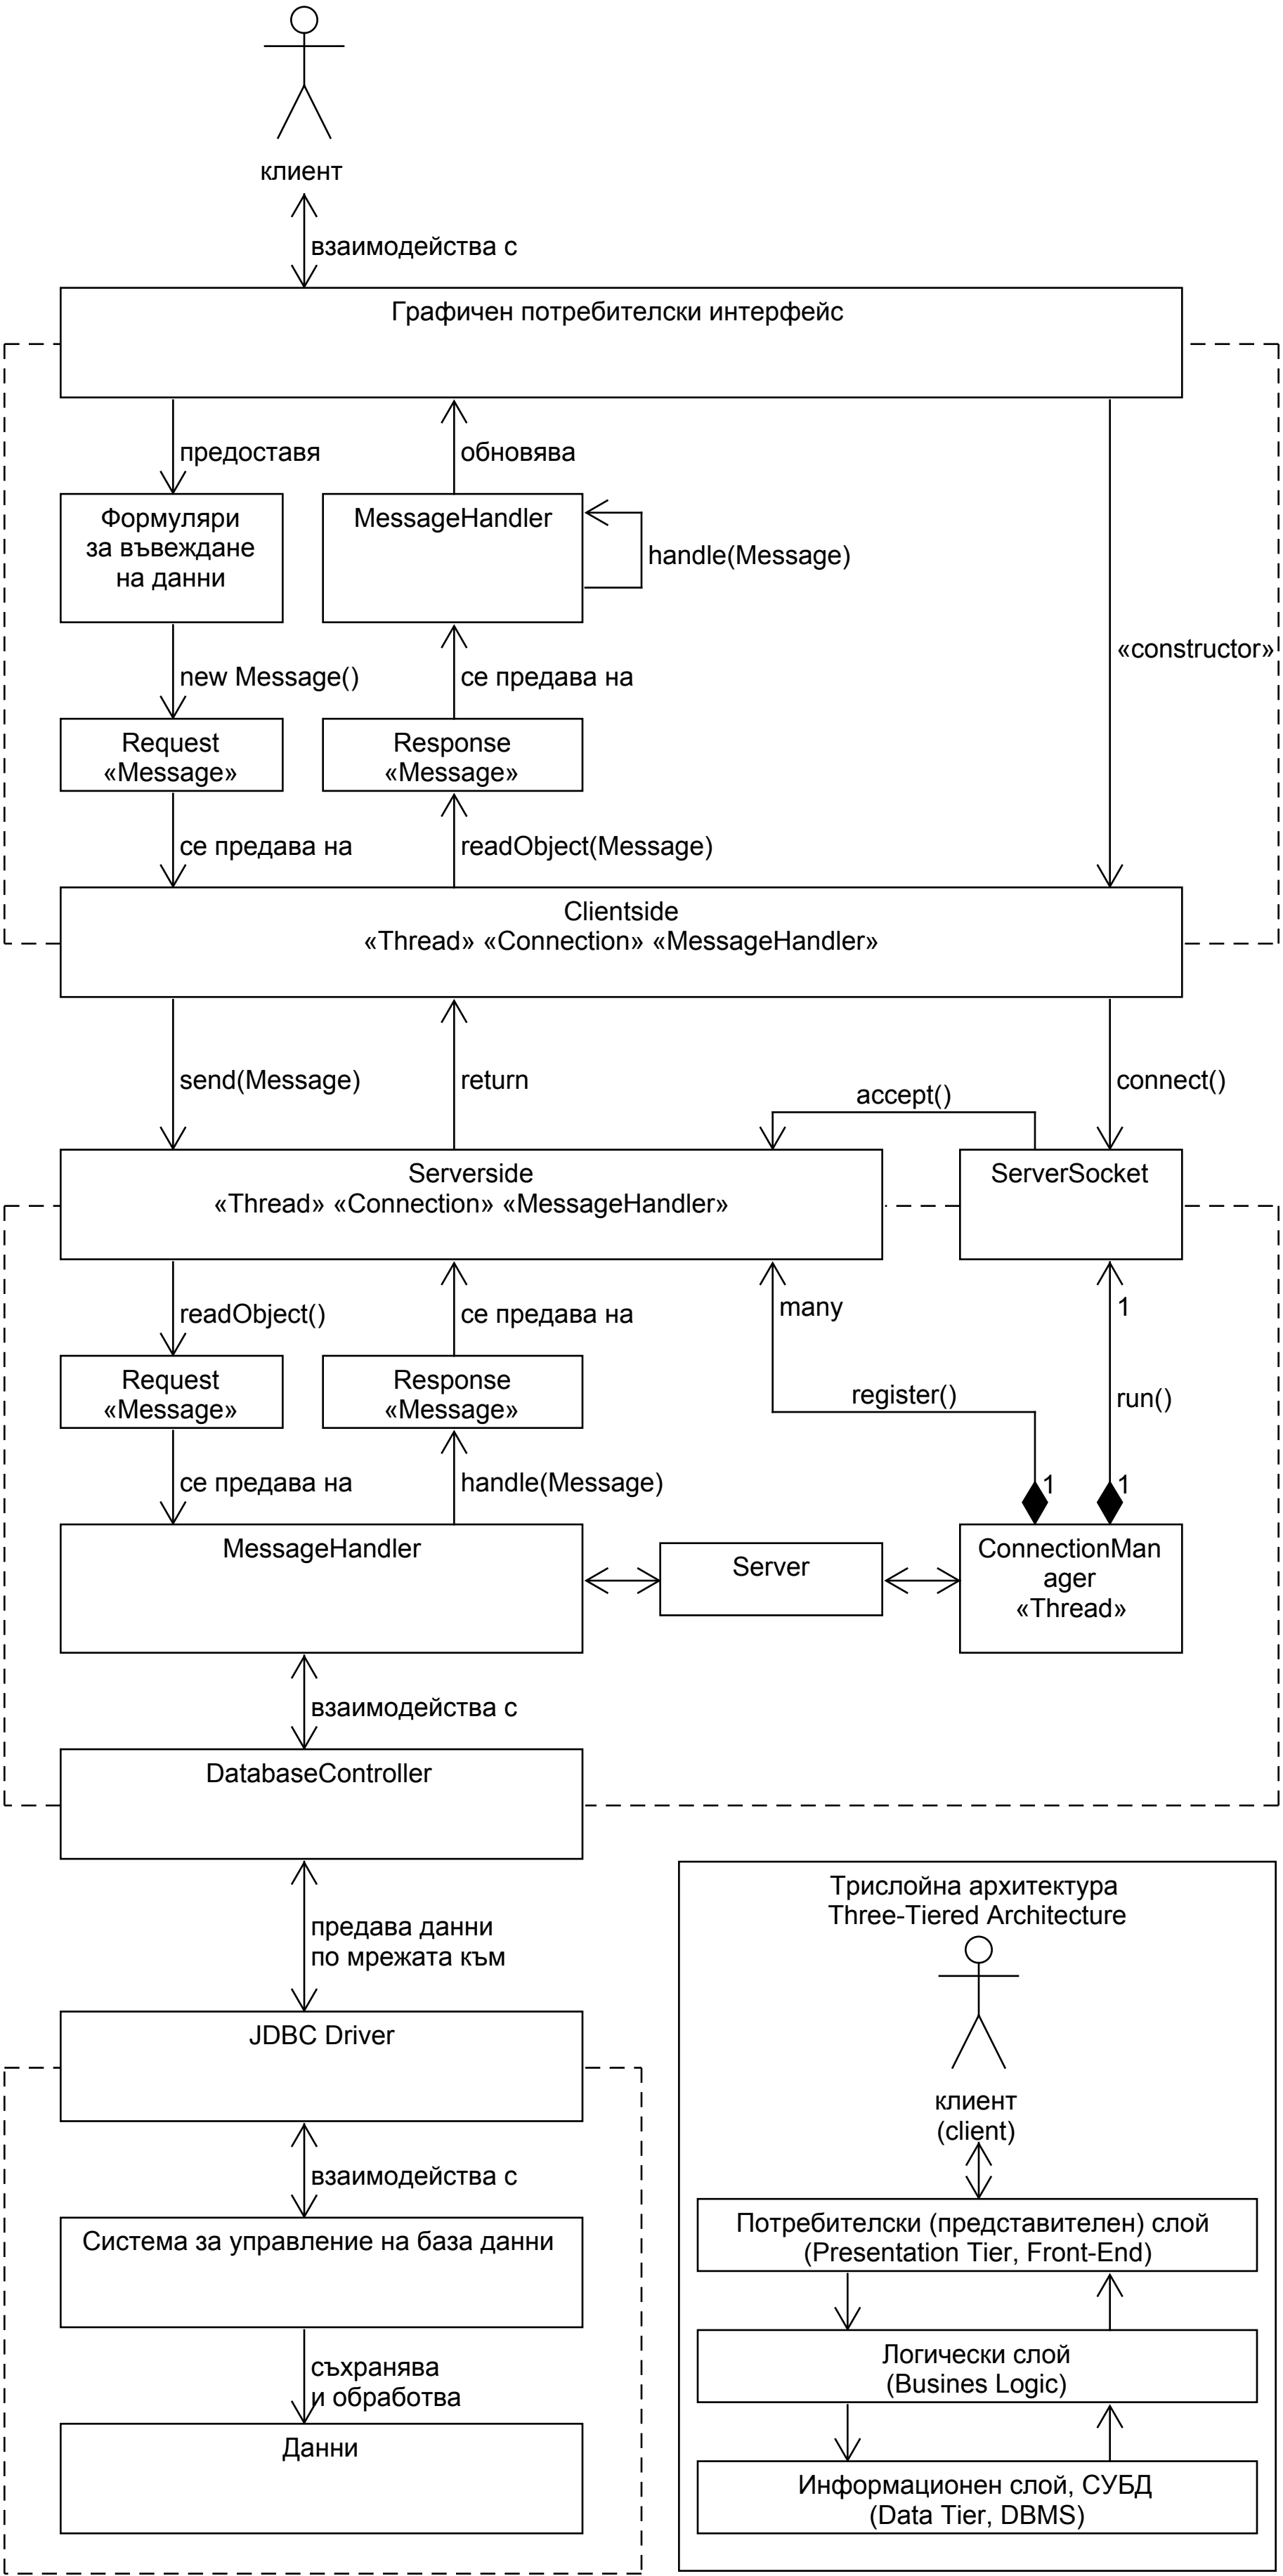 клиент
взаимодейства с
Графичен потребителски интерфейс
предоставя
обновява
Формуляри
за въвеждане
на данни
MessageHandler
handle(Message)
«constructor»
new Message()
се предава на
Request
«Message»
Response
«Message»
се предава на
readObject(Message)
Clientside
«Thread» «Connection» «MessageHandler»
send(Message)
return
connect()
accept()
Serverside
«Thread» «Connection» «MessageHandler»
ServerSocket
readObject()
се предава на
many
1
Request
«Message»
Response
«Message»
register()
run()
се предава на
handle(Message)
1
1
MessageHandler
Server
ConnectionMan
ager
«Thread»
взаимодейства с
DatabaseController
предава данни
по мрежата към
JDBC Driver
взаимодейства с
Система за управление на база данни
съхранява
и обработва
Данни
Трислойна архитектура
Three-Tiered Architecture
клиент
(client)
Потребителски (представителен) слой
(Presentation Tier, Front-End)
Логически слой
(Busines Logic)
Информационен слой, СУБД
(Data Tier, DBMS)